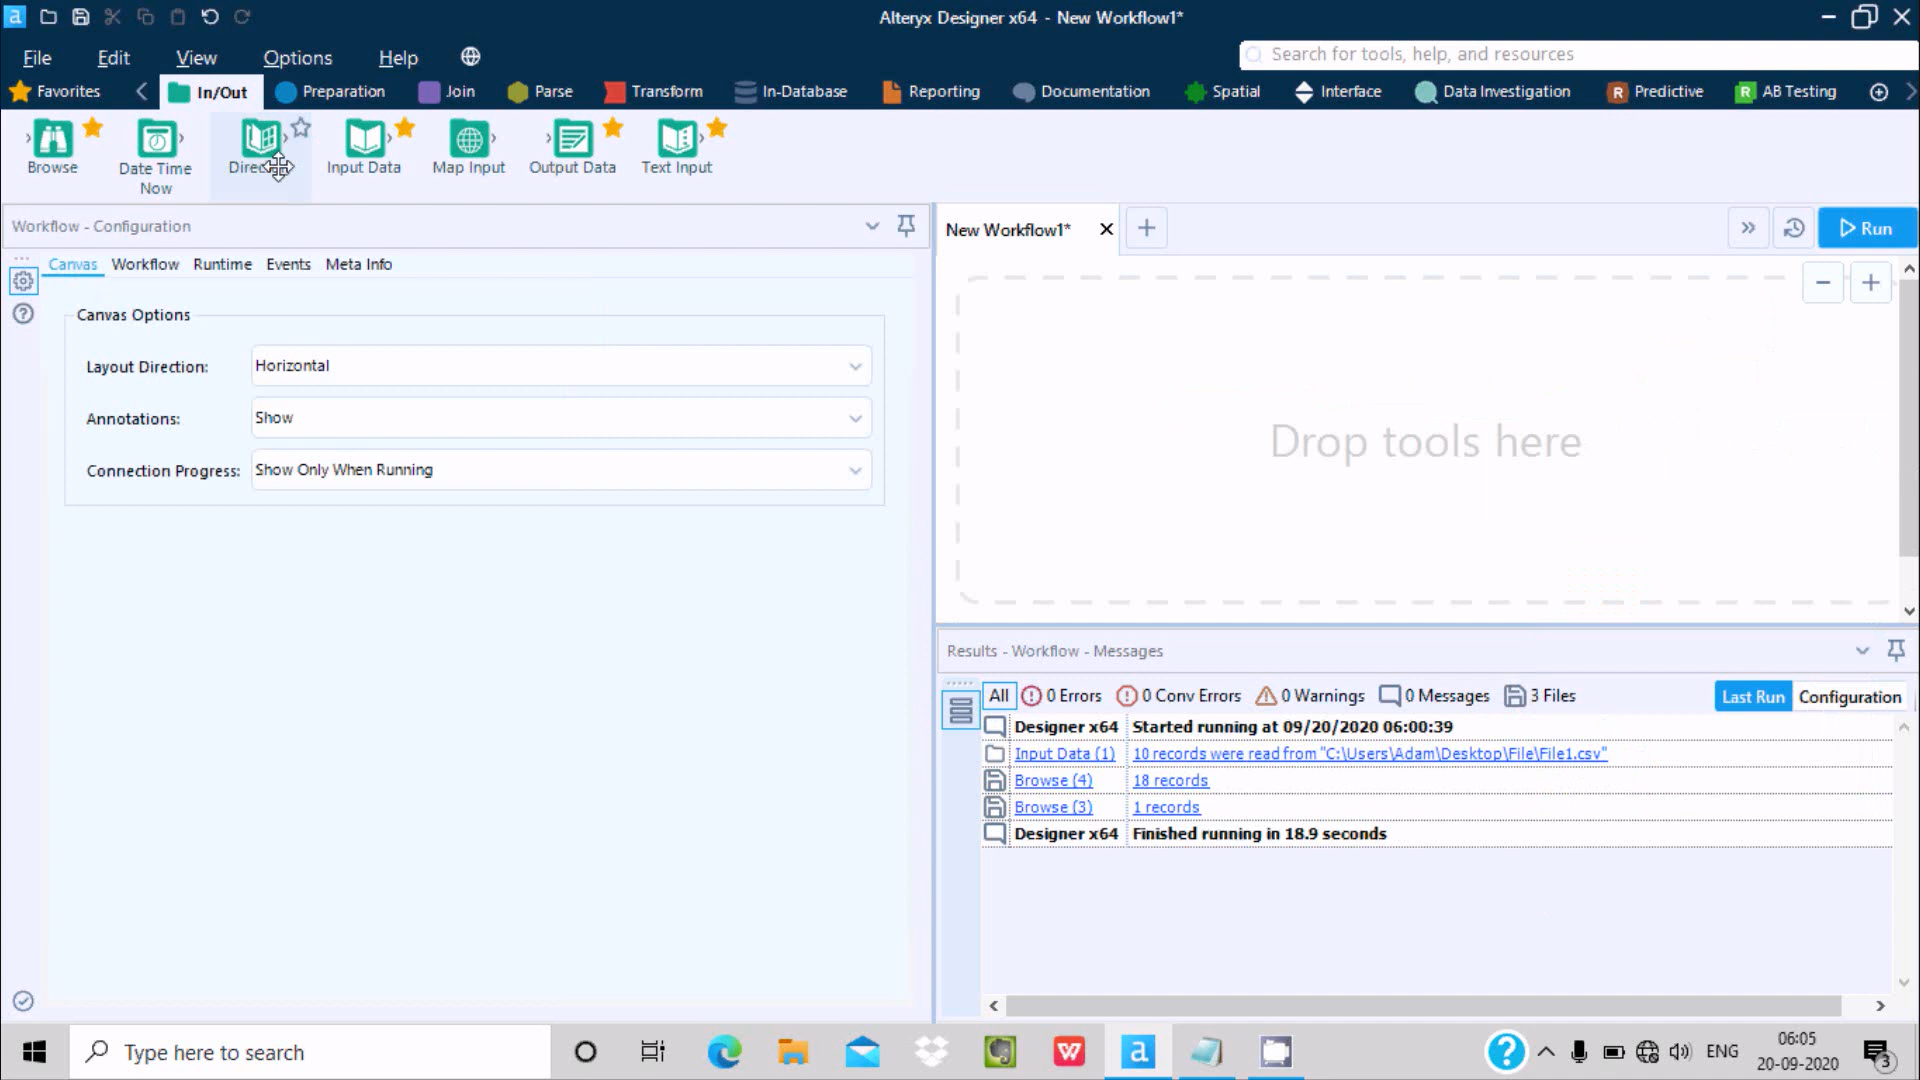 Alteryx Designer x64 - New Workflow1*
File Edit View Options Help
Search for tools, help, and resources
Favorites In/Out Preparation Join Parse Transform In-Database Reporting Documentation Spatial Interface Data Investigation Predictive AB Testing
Browse Date Time Now Input Data Map Input Output Data Text Input
Workflow - Configuration
New Workflow1*
Run
Canvas Workflow Runtime Events Meta Info
Canvas Options
Layout Direction: Horizontal
Annotations: Show
Connection Progress: Show Only When Running
Drop tools here
Results - Workflow - Messages
All 0 Errors 0 Conv Errors 0 Warnings 0 Messages 3 Files Last Run Configuration
Designer x64 Started running at 09/20/2020 06:00:39
Input Data (1) 10 records were read from "C:\Users\Adam\Desktop\File\File1.csv"
Browse (4) 18 records
Browse (3) 1 records
Designer x64 Finished running in 18.9 seconds
Type here to search
ENG
06:05
20-09-2020
3